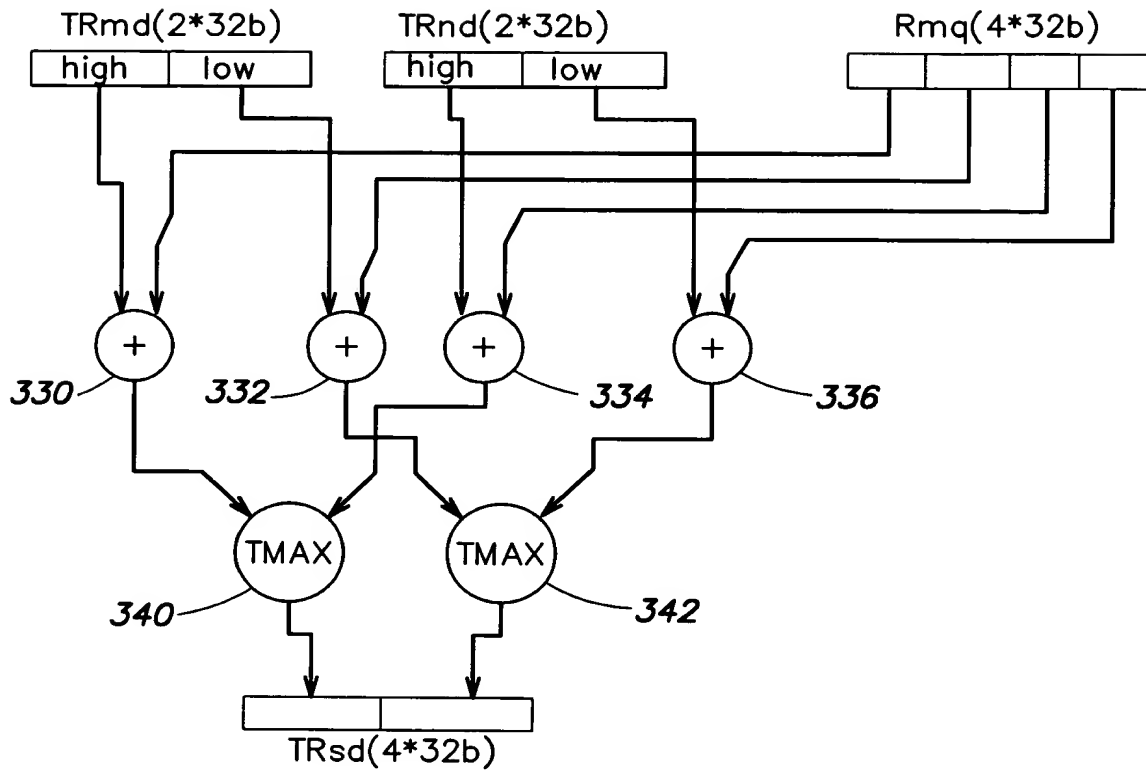 TRmd(2*32b) TRnd(2*32b) Rmq(4*32b)
high low high low
+ + + +
330 332 334 336
TMAX TMAX
340 342
TRsd(4*32b)